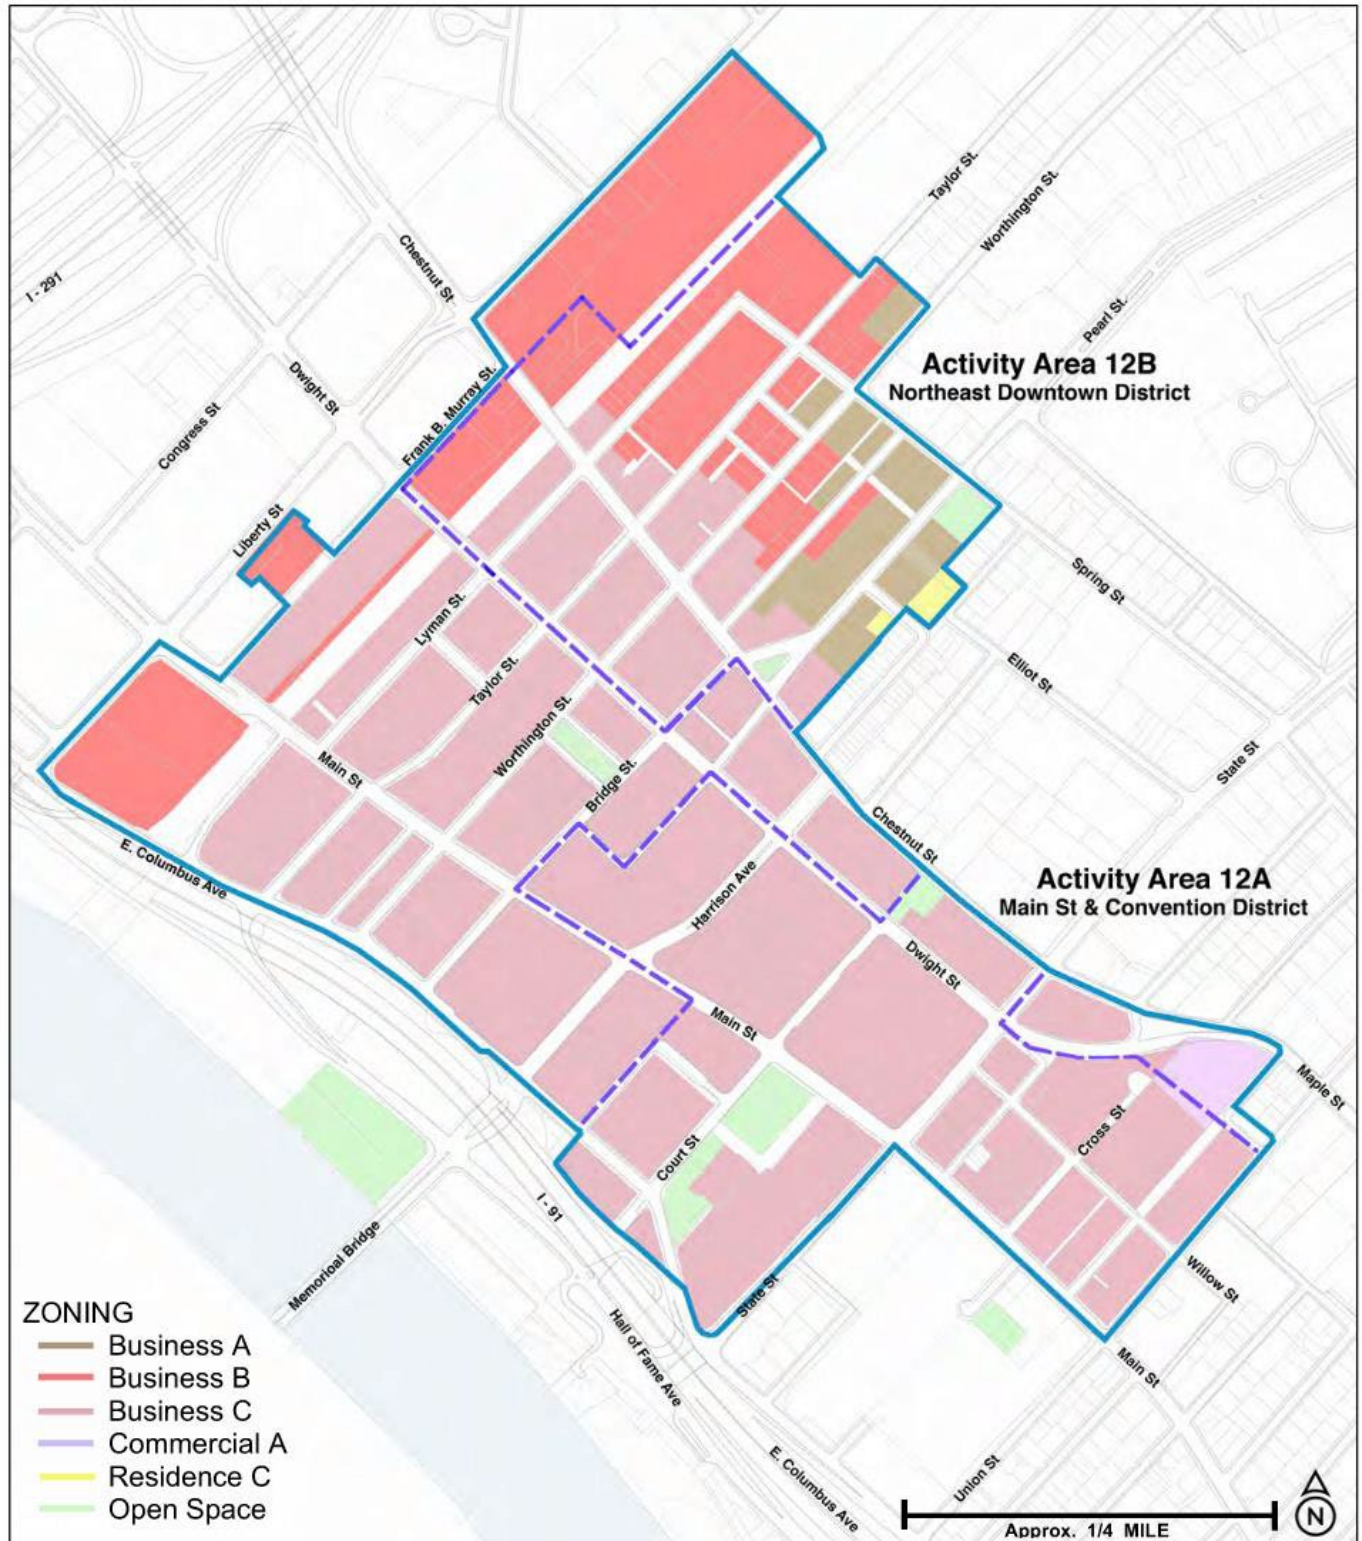 Taylor St.
Worthington St.
Chestnut St
I - 291
Pearl St.
Activity Area 12B
Northeast Downtown District
Dwight St
Frank B. Murray St.
Congress St
Liberty St
Spring St
Lyman St.
Elliot St
Taylor St.
Worthington St.
State St
Main St
Bridge St.
Chestnut St
E. Columbus Ave
Harrison Ave
Activity Area 12A
Main St & Convention District
Dwight St
Main St
Maple St
Cross St
Court St
I - 91
Memorioal Bridge
State St
Willow St
Hall of Fame Ave
Main St
ZONING
Business A
Business B
Business C
Commercial A
Residence C
Open Space
E. Columbus Ave
Union St
Approx. 1/4 MILE
N